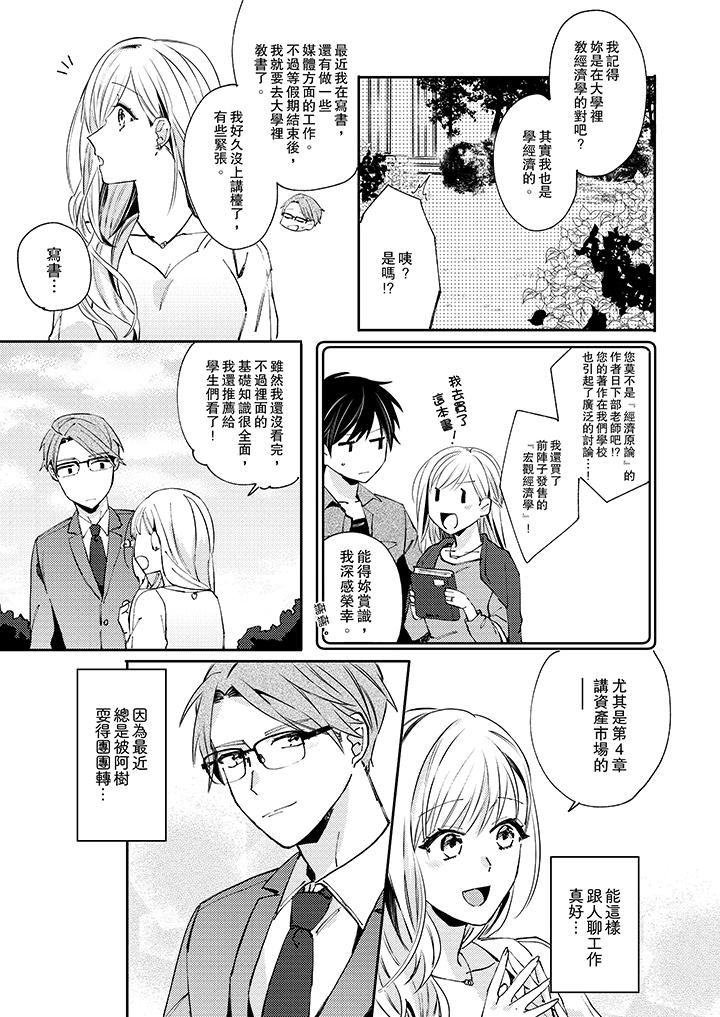 我記得
妳是在大學裡
教經濟學的對吧？
其實我也是
學經濟的。
咦？
是嗎!?
最近我在寫書，
還有做一些
媒體方面的工作。
不過等假期結束後，
我就要去大學裡
教書了。
我好久沒上講檯了，
有些緊張。
寫書…
您莫不是『經濟原論』的
作者日下部老師吧!?
您的著作在我們學校
也引起了廣泛的討論…！
我還買了
前陣子發售的
『宏觀經濟學』！
我去買了
這本書！
能得妳賞識，
我深感榮幸。
謝謝。
雖然我還沒看完，
不過裡面的
基礎知識很全面，
我還推薦給
學生們看了！
尤其是第4章
講資產市場的
──
能這樣
跟人聊工作
真好…
因為最近
總是被阿樹
耍得團團轉…